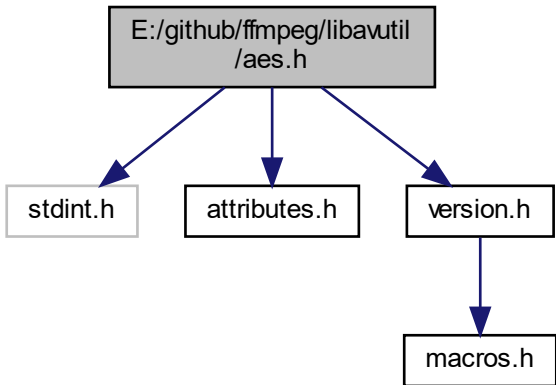 E:/github/ffmpeg/libavutil
/aes.h
stdint.h
attributes.h
version.h
macros.h